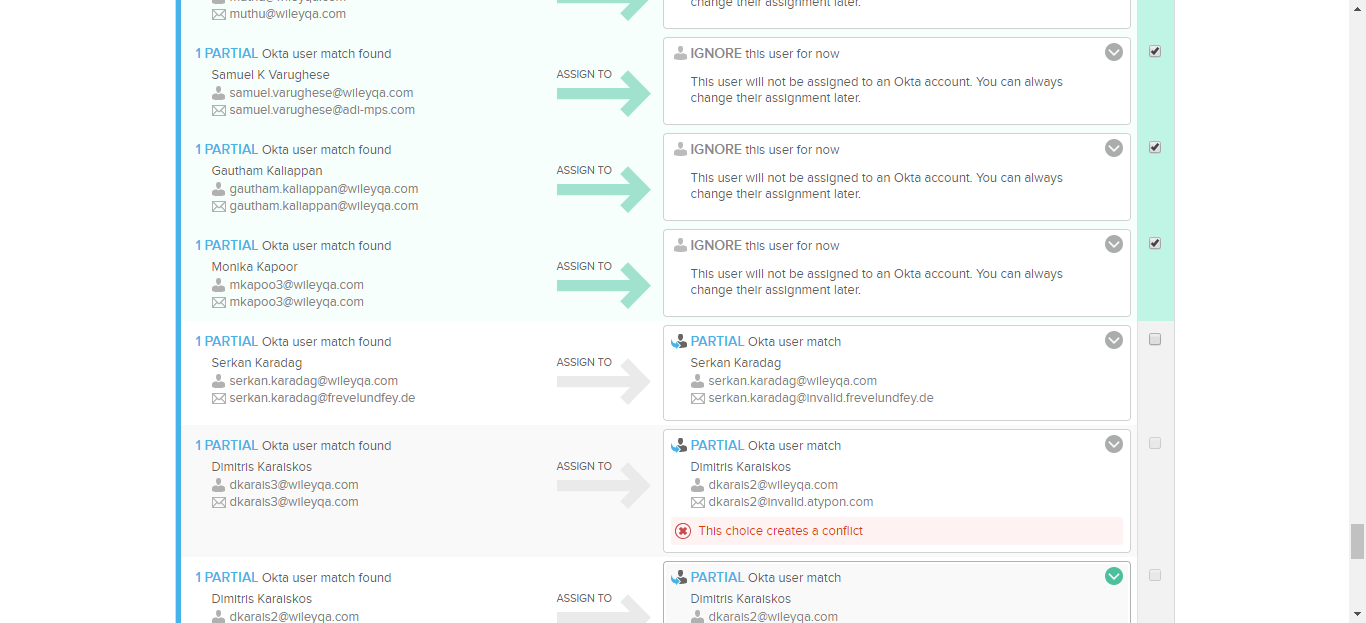 muthu@wileyqa.com
change their assignment later.
1 PARTIAL Okta user match found
Samuel K Varughese
samuel.varughese@wileyqa.com
samuel.varughese@adi-mps.com
ASSIGN TO
IGNORE this user for now
This user will not be assigned to an Okta account. You can always
change their assignment later.
1 PARTIAL Okta user match found
Gautham Kaliappan
gautham.kaliappan@wileyqa.com
gautham.kaliappan@wileyqa.com
ASSIGN TO
IGNORE this user for now
This user will not be assigned to an Okta account. You can always
change their assignment later.
1 PARTIAL Okta user match found
Monika Kapoor
mkapoo3@wileyqa.com
mkapoo3@wileyqa.com
ASSIGN TO
IGNORE this user for now
This user will not be assigned to an Okta account. You can always
change their assignment later.
1 PARTIAL Okta user match found
Serkan Karadag
serkan.karadag@wileyqa.com
serkan.karadag@frevelundfey.de
ASSIGN TO
PARTIAL Okta user match
Serkan Karadag
serkan.karadag@wileyqa.com
serkan.karadag@invalid.frevelundfey.de
1 PARTIAL Okta user match found
Dimitris Karaiskos
dkarais3@wileyqa.com
dkarais3@wileyqa.com
ASSIGN TO
PARTIAL Okta user match
Dimitris Karaiskos
dkarais2@wileyqa.com
dkarais2@invalid.atypon.com
This choice creates a conflict
1 PARTIAL Okta user match found
Dimitris Karaiskos
dkarais2@wileyqa.com
ASSIGN TO
PARTIAL Okta user match
Dimitris Karaiskos
dkarais2@wileyqa.com